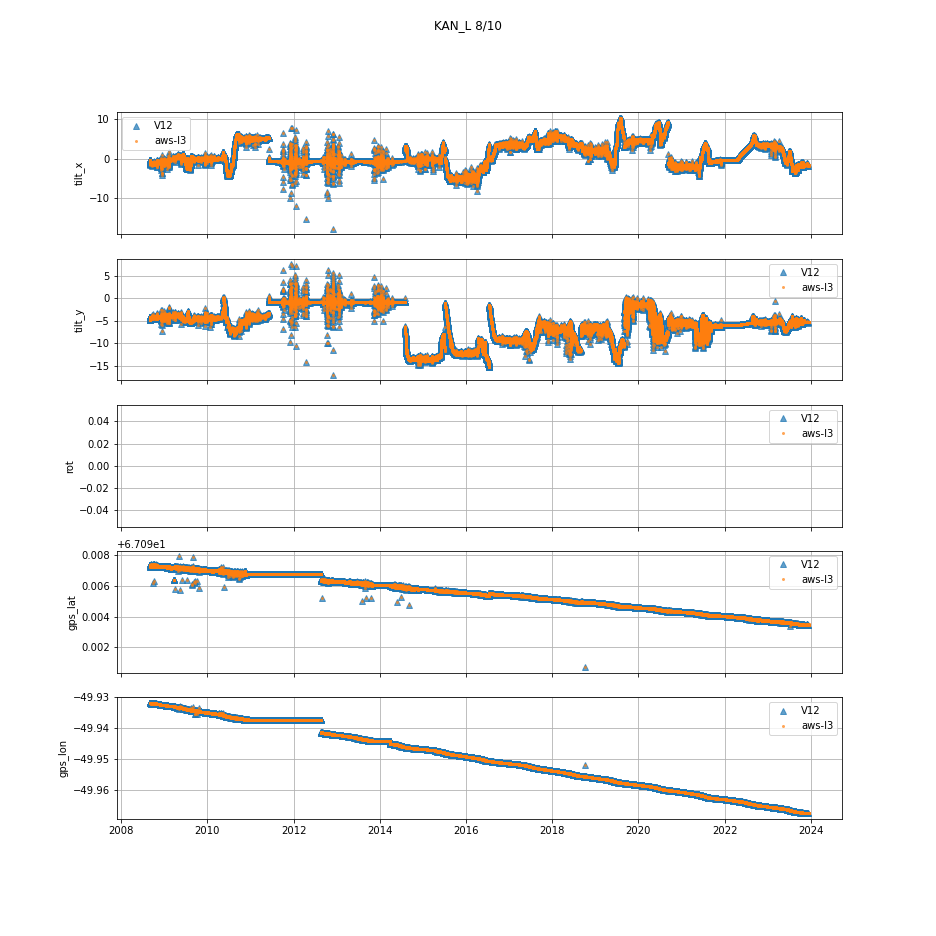 KAN_L 8/10
10
0
−10
tilt_x
V12
aws-l3
5
0
−5
−10
−15
tilt_y
V12
aws-l3
0.04
0.02
0.00
−0.02
−0.04
rot
V12
aws-l3
+6.709e1
0.008
0.006
0.004
0.002
gps_lat
V12
aws-l3
−49.93
−49.94
−49.95
−49.96
gps_lon
V12
aws-l3
2008 2010 2012 2014 2016 2018 2020 2022 2024